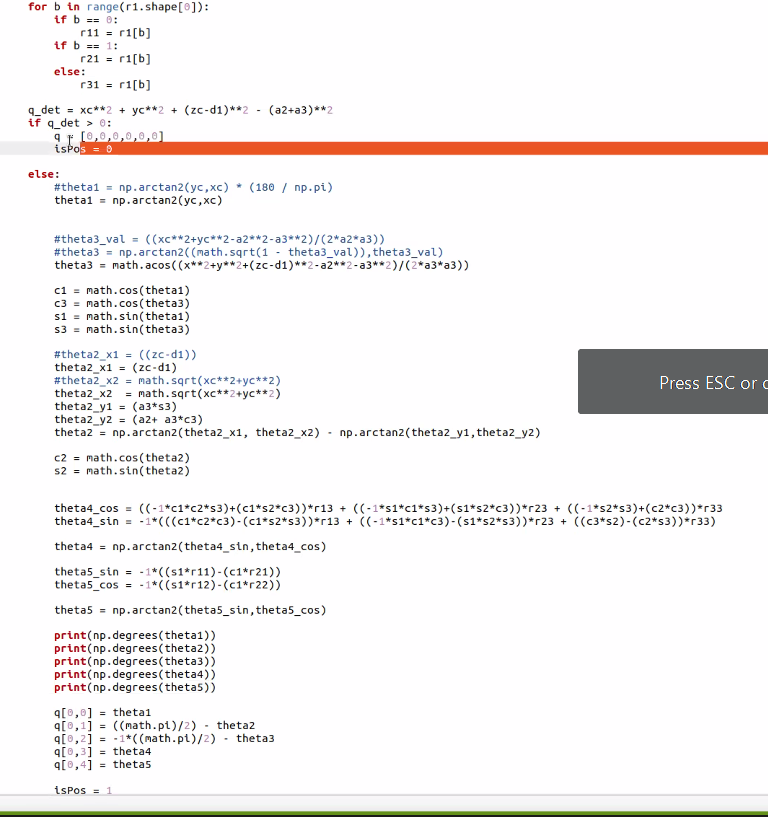 for b in range(r1.shape[0]):
if b == 0:
r11 = r1[b]
if b == 1:
r21 = r1[b]
else:
r31 = r1[b]
q_det = xc**2 + yc**2 + (zc-d1)**2 - (a2+a3)**2
if q_det > 0:
q = [0,0,0,0,0,0]
isPos = 0
else:
#theta1 = np.arctan2(yc,xc) * (180 / np.pi)
theta1 = np.arctan2(yc,xc)
#theta3_val = ((xc**2+yc**2-a2**2-a3**2)/(2*a2*a3))
#theta3 = np.arctan2((math.sqrt(1 - theta3_val)),theta3_val)
theta3 = math.acos((x**2+y**2+(zc-d1)**2-a2**2-a3**2)/(2*a3*a3))
c1 = math.cos(theta1)
c3 = math.cos(theta3)
s1 = math.sin(theta1)
s3 = math.sin(theta3)
#theta2_x1 = ((zc-d1))
theta2_x1 = (zc-d1)
#theta2_x2 = math.sqrt(xc**2+yc**2)
theta2_x2  = math.sqrt(xc**2+yc**2)
theta2_y1 = (a3*s3)
theta2_y2 = (a2+ a3*c3)
theta2 = np.arctan2(theta2_x1, theta2_x2) - np.arctan2(theta2_y1,theta2_y2)
c2 = math.cos(theta2)
s2 = math.sin(theta2)
theta4_cos = ((-1*c1*c2*s3)+(c1*s2*c3))*r13 + ((-1*s1*c1*s3)+(s1*s2*c3))*r23 + ((-1*s2*s3)+(c2*c3))*r33
theta4_sin = -1*(((c1*c2*c3)-(c1*s2*s3))*r13 + ((-1*s1*c1*c3)-(s1*s2*s3))*r23 + ((c3*s2)-(c2*s3))*r33)
theta4 = np.arctan2(theta4_sin,theta4_cos)
theta5_sin = -1*((s1*r11)-(c1*r21))
theta5_cos = -1*((s1*r12)-(c1*r22))
theta5 = np.arctan2(theta5_sin,theta5_cos)
print(np.degrees(theta1))
print(np.degrees(theta2))
print(np.degrees(theta3))
print(np.degrees(theta4))
print(np.degrees(theta5))
q[0,0] = theta1
q[0,1] = ((math.pi)/2) - theta2
q[0,2] = -1*((math.pi)/2) - theta3
q[0,3] = theta4
q[0,4] = theta5
isPos = 1
Press ESC or